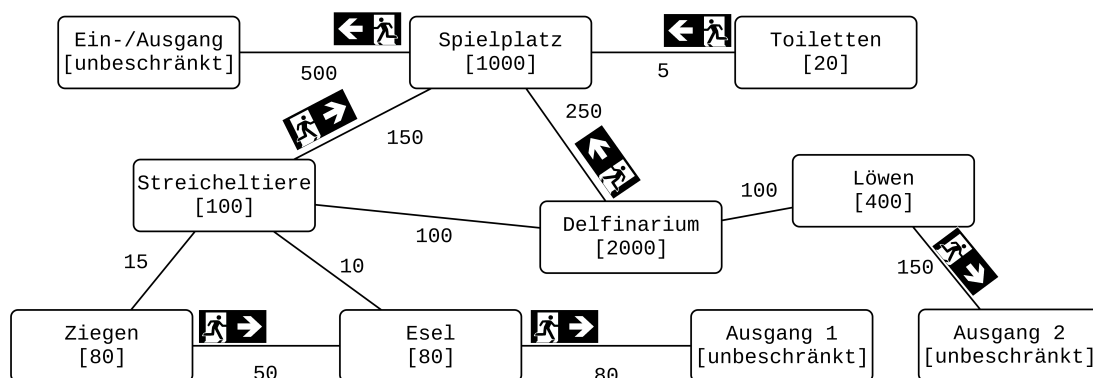 Ein-/Ausgang
[unbeschränkt]
500
Spielplatz
[1000]
5
Toiletten
[20]
150
250
Streicheltiere
[100]
100
Delfinarium
[2000]
100
Löwen
[400]
15
10
150
Ziegen
[80]
50
Esel
[80]
80
Ausgang 1
[unbeschränkt]
Ausgang 2
[unbeschränkt]